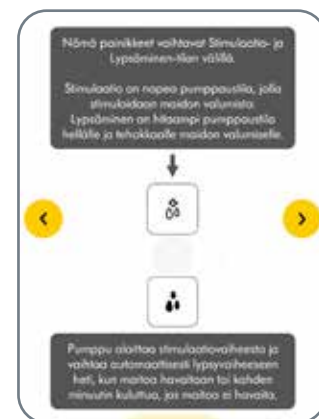 Nämä painikkeet vaihtavat Stimulaatio- ja
Lypsäminen-tilan välillä.
Stimulaatio on nopea pumppaustila, jolla
stimuloidaan maidon valumista.
Lypsäminen on hitaampi pumppaustila
hellälle ja tehokkaalle maidon valumiselle.
Pumppu aloittaa stimulaatiovaiheesta ja
vaihtaa automaattisesti lypsyvaiheeseen
heti, kun maitoa havaitaan tai kahden
minuutin kuluttua, jos maitoa ei havaita.